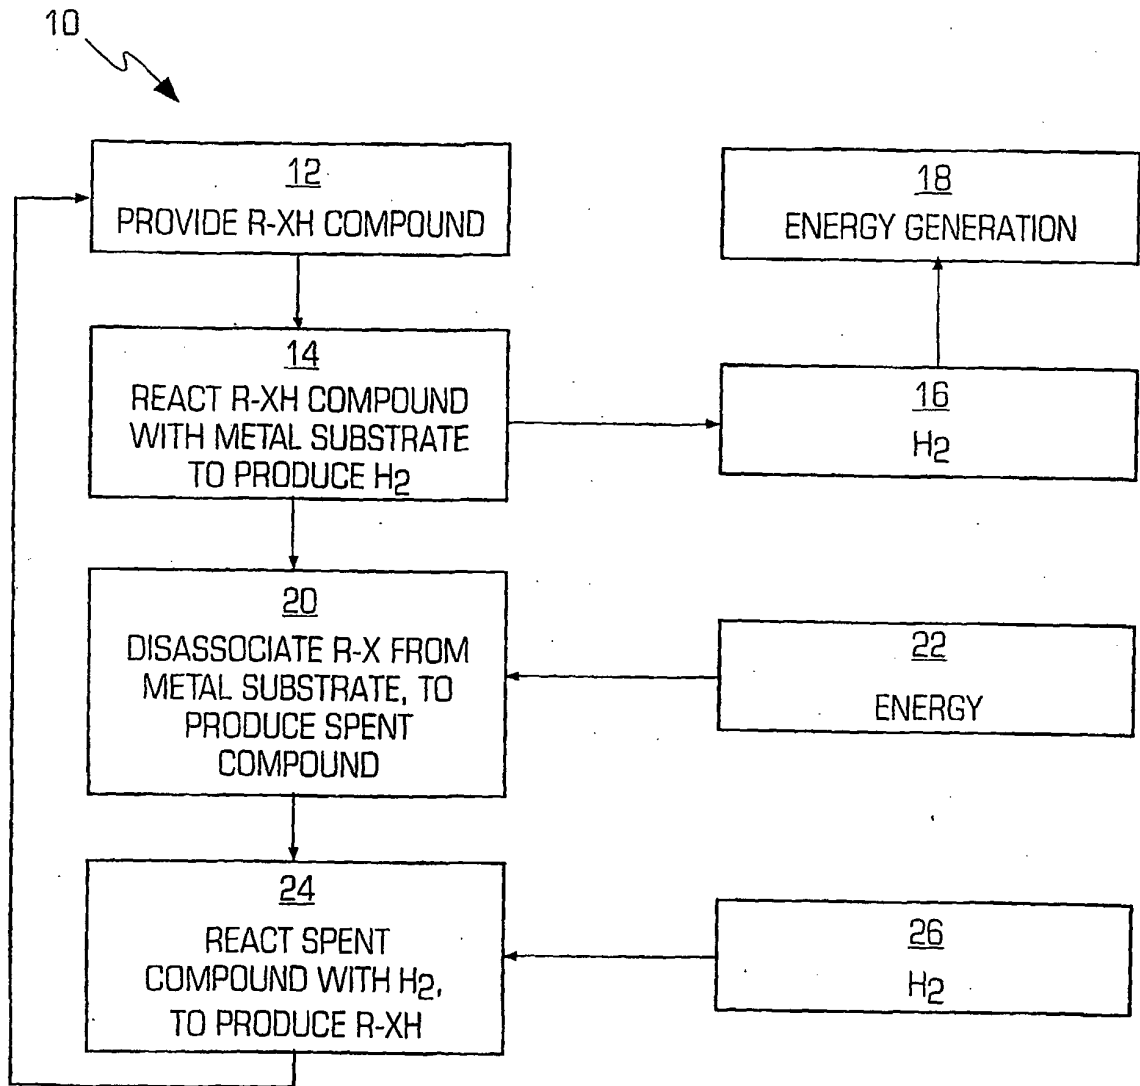 10
12
PROVIDE R-XH COMPOUND
18
ENERGY GENERATION
14
REACT R-XH COMPOUND
WITH METAL SUBSTRATE
TO PRODUCE H2
16
H2
20
DISASSOCIATE R-X FROM
METAL SUBSTRATE, TO
PRODUCE SPENT
COMPOUND
22
ENERGY
24
REACT SPENT
COMPOUND WITH H2,
TO PRODUCE R-XH
26
H2